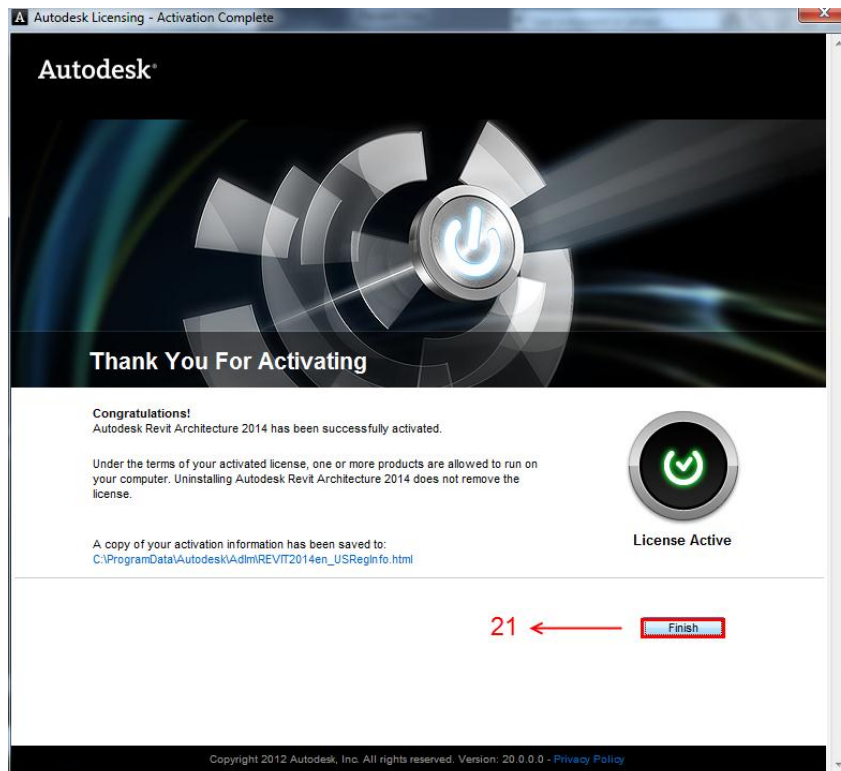 Autodesk Licensing - Activation Complete
Autodesk®
Thank You For Activating
Congratulations!
Autodesk Revit Architecture 2014 has been successfully activated.
Under the terms of your activated license, one or more products are allowed to run on
your computer. Uninstalling Autodesk Revit Architecture 2014 does not remove the
license.
License Active
A copy of your activation information has been saved to:
C:\ProgramData\Autodesk\AdIm\REVIT2014en_USRegInfo.html
21
Finish
Copyright 2012 Autodesk, Inc. All rights reserved. Version: 20.0.0.0 - Privacy Policy